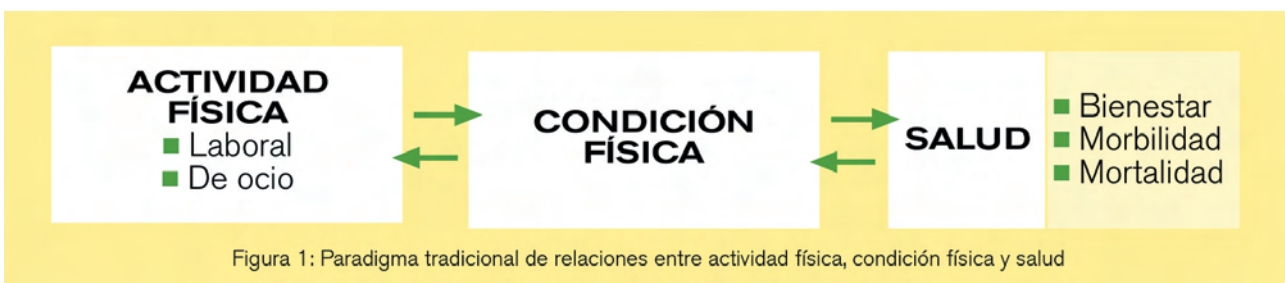 ACTIVIDAD
FÍSICA
Laboral
De ocio
CONDICIÓN
FÍSICA
SALUD
Bienestar
Morbilidad
Mortalidad
Figura 1: Paradigma tradicional de relaciones entre actividad física, condición física y salud